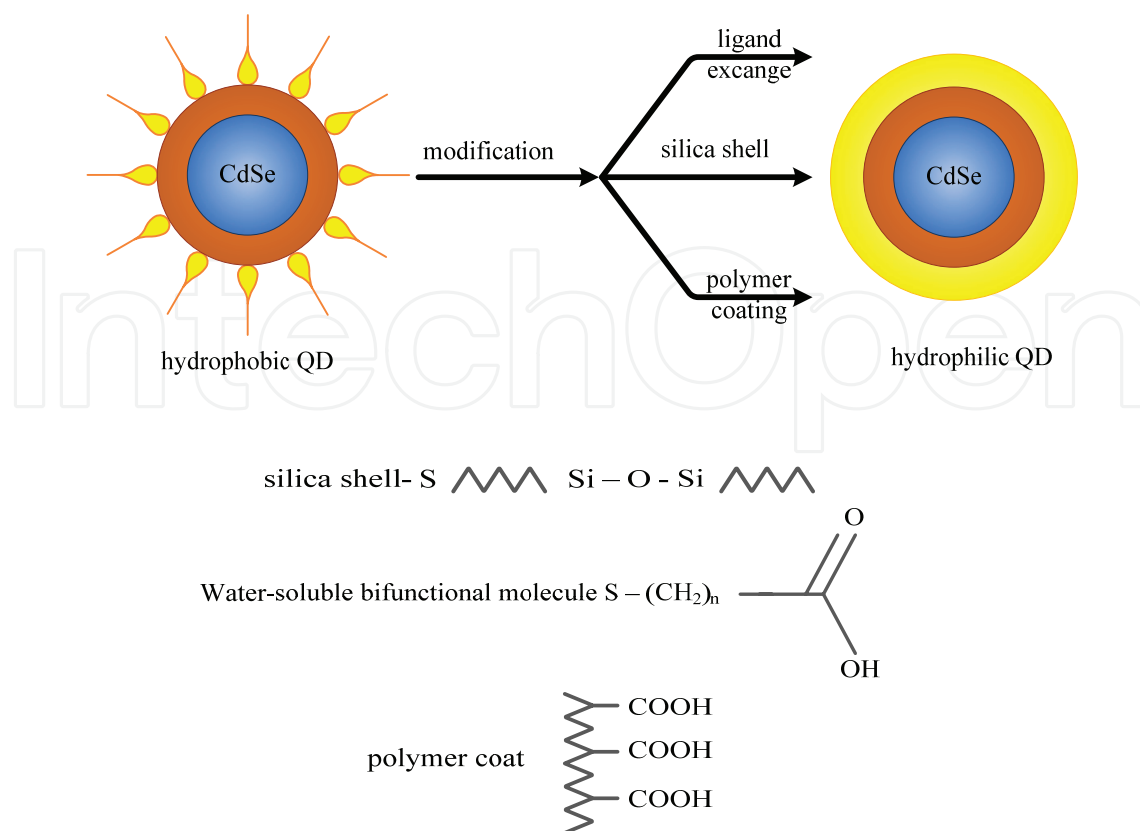 ligand
excange
modification
silica shell
CdSe
CdSe
polymer
coating
hydrophobic QD
hydrophilic QD
IntechOpen
silica shell- S Si – O - Si
O
Water-soluble bifunctional molecule S – (CH₂)ₙ
OH
COOH
polymer coat COOH
COOH